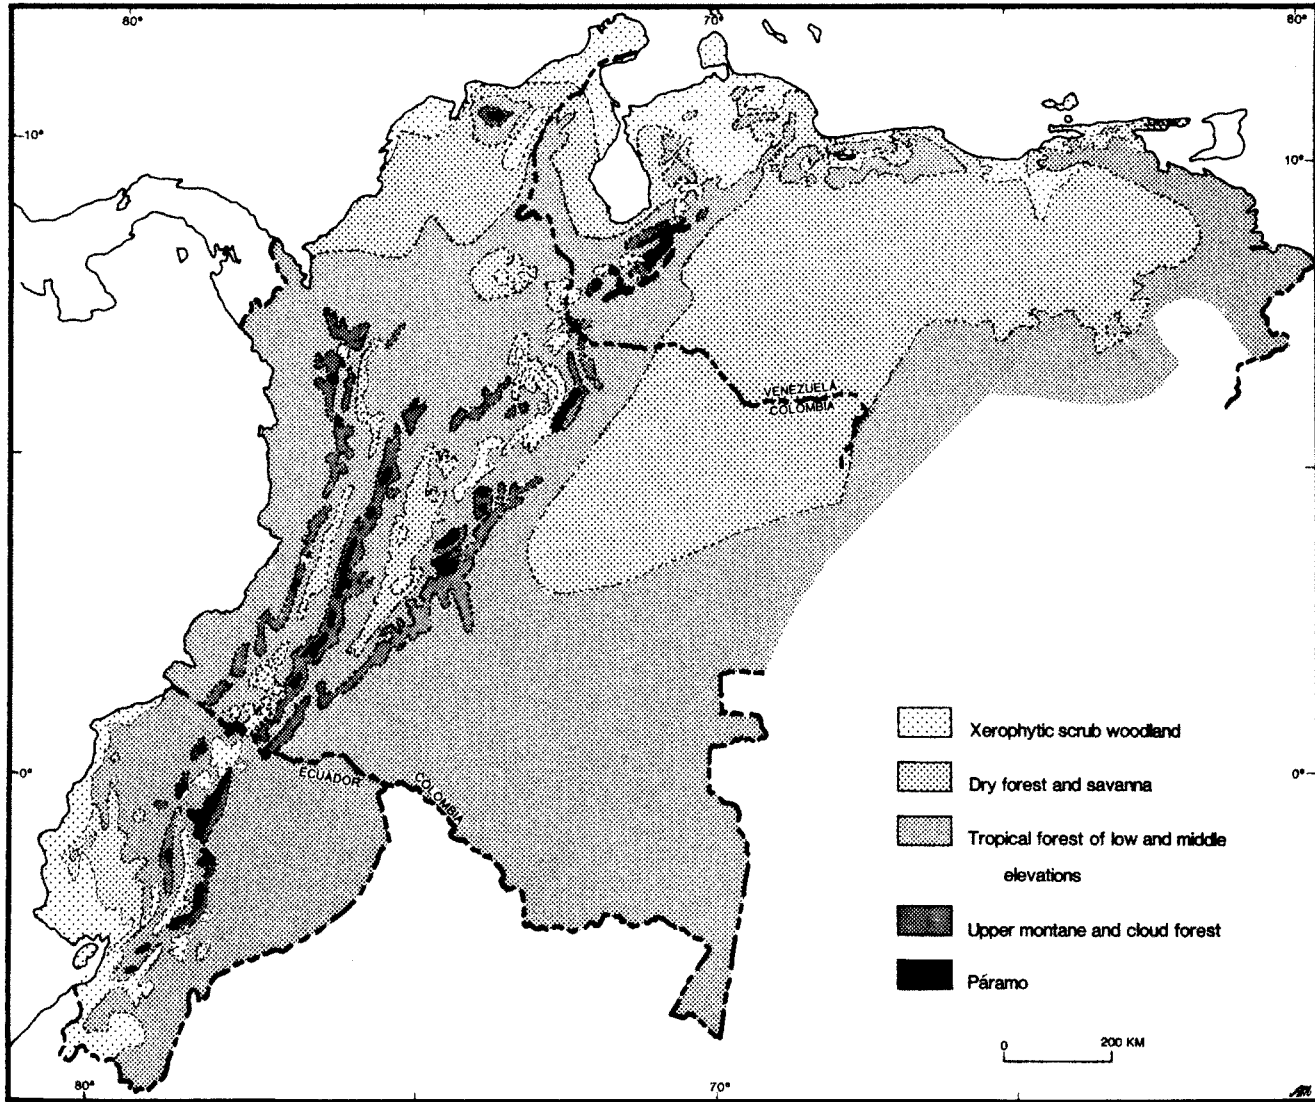 80°
70°
60°
10°
10°
VENEZUELA
COLOMBIA
Xerophytic scrub woodland
0°
ECUADOR
COLOMBIA
0°
Dry forest and savanna
Tropical forest of low and middle
elevations
Upper montane and cloud forest
Páramo
0 200 KM
80°
70°